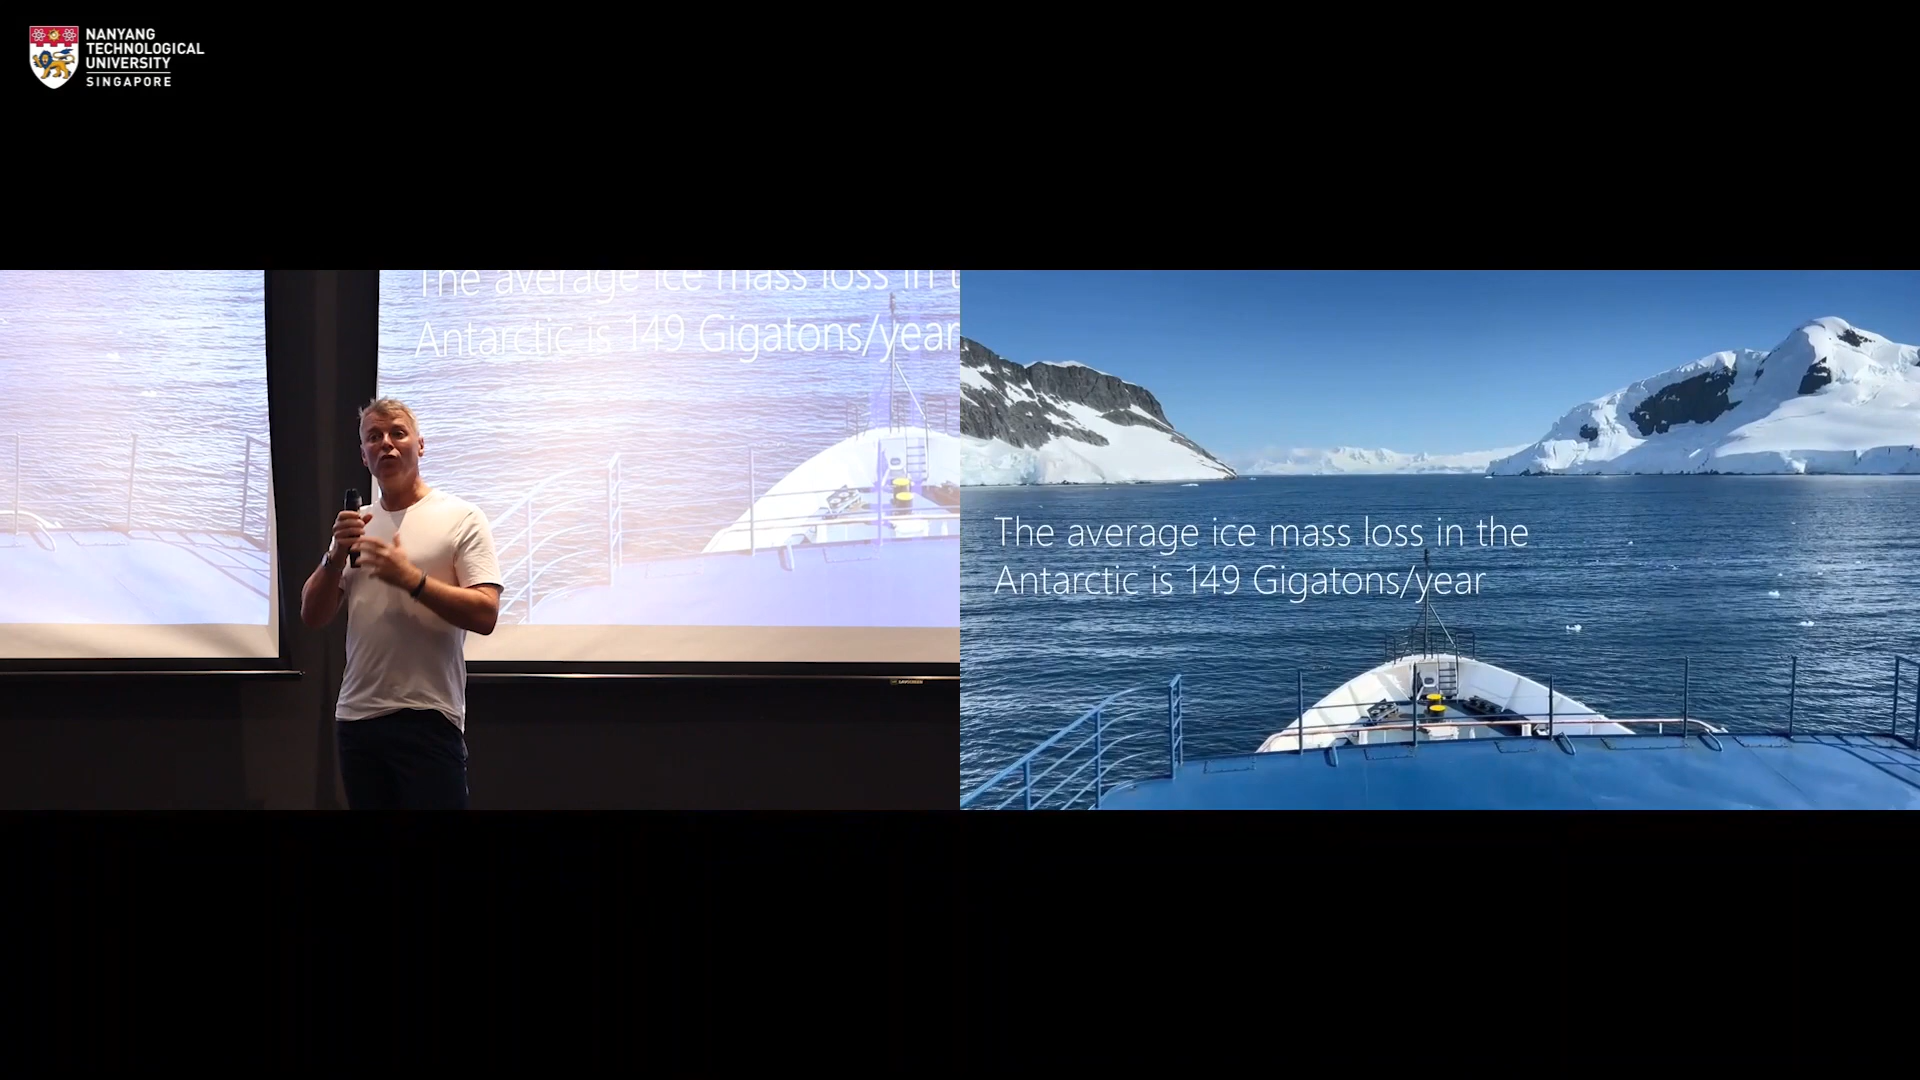 NANYANG
TECHNOLOGICAL
UNIVERSITY
SINGAPORE
The average ice mass loss in t
Antarctic is 149 Gigatons/year
The average ice mass loss in the
Antarctic is 149 Gigatons/year